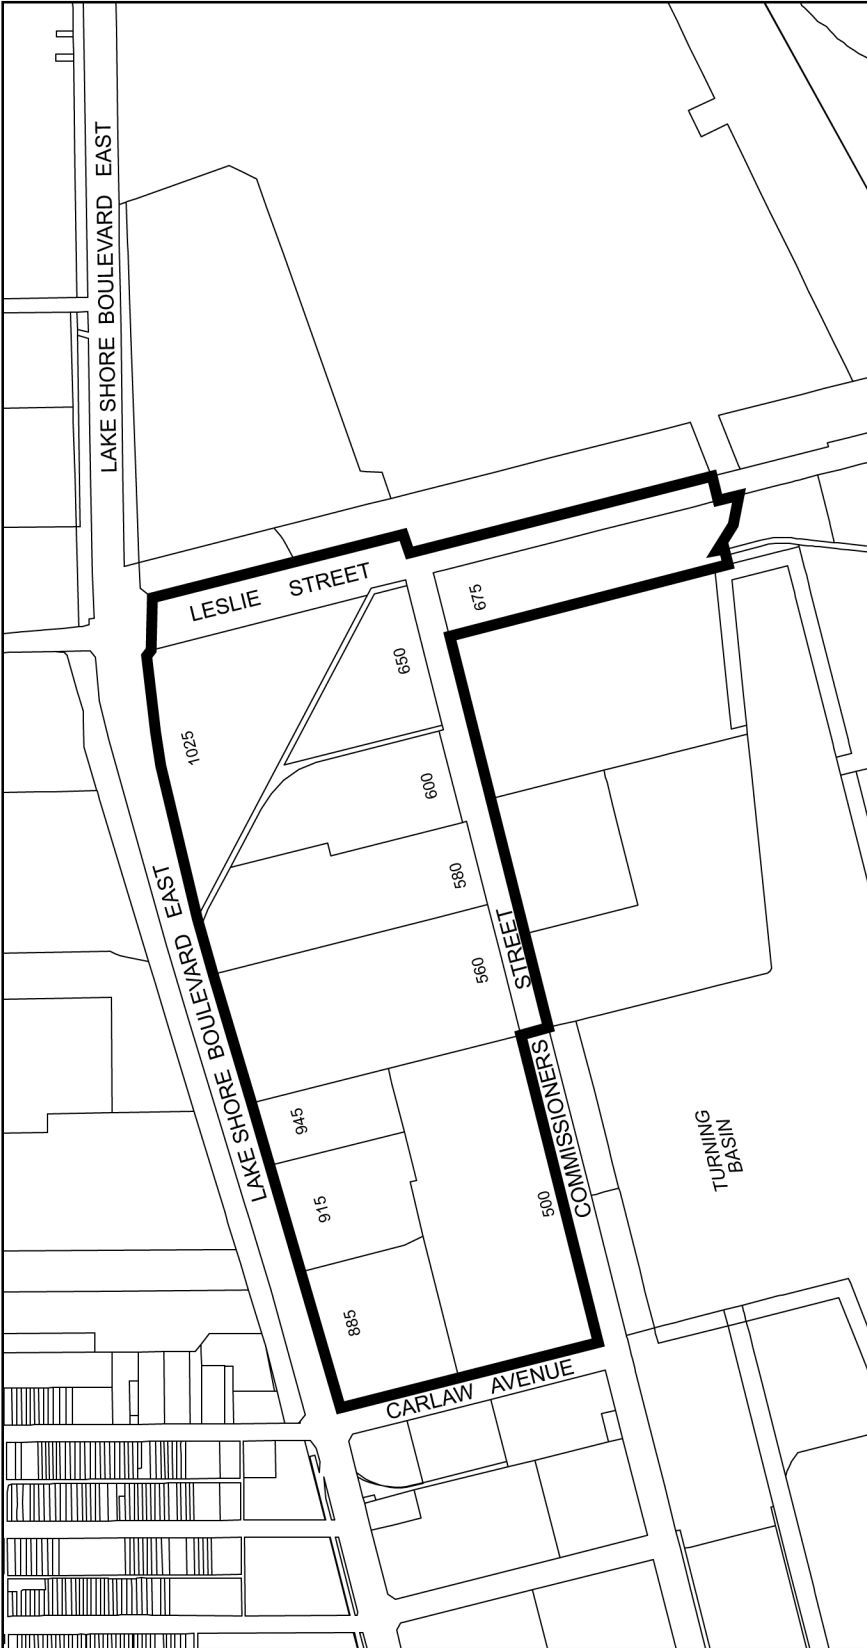 LAKE SHORE BOULEVARD EAST
LESLIE STREET
675
650
1025
600
580
560
LAKE SHORE BOULEVARD EAST
COMMISSIONERS STREET
945
915
885
500
TURNING
BASIN
CARLAW AVENUE